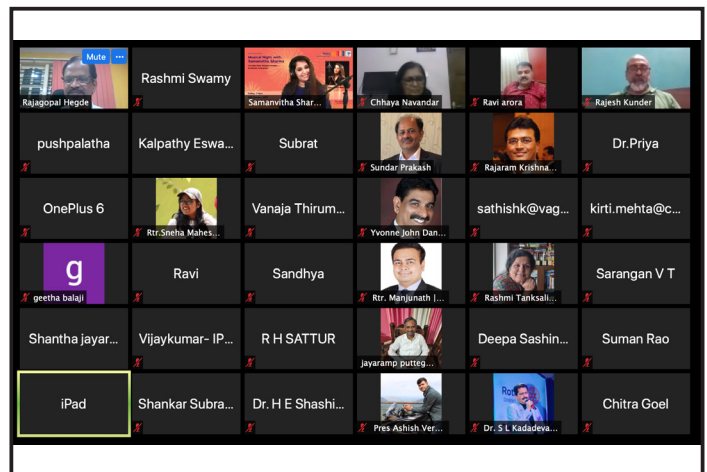 Mute ...
Rajagopal Hegde
Rashmi Swamy
Musical Night with
Samanvitha Sharma
Samanvitha Shar...
Chhaya Navandar
Ravi arora
Rajesh Kunder
pushpalatha
Kalpathy Eswa...
Subrat
Sundar Prakash
Rajaram Krishna...
Dr.Priya
OnePlus 6
Rtr.Sneha Mahes...
Vanaja Thirum...
Yvonne John Dan...
sathishk@vag...
kirti.mehta@c...
g
geetha balaji
Ravi
Sandhya
Rtr. Manjunath |...
Rashmi Tanksali...
Sarangan V T
Shantha jayar...
Vijaykumar- IP...
R H SATTUR
jayaramp putteg...
Deepa Sashin...
Suman Rao
iPad
Shankar Subra...
Dr. H E Shashi...
Pres Ashish Ver...
Dr. S L Kadadeva...
Chitra Goel